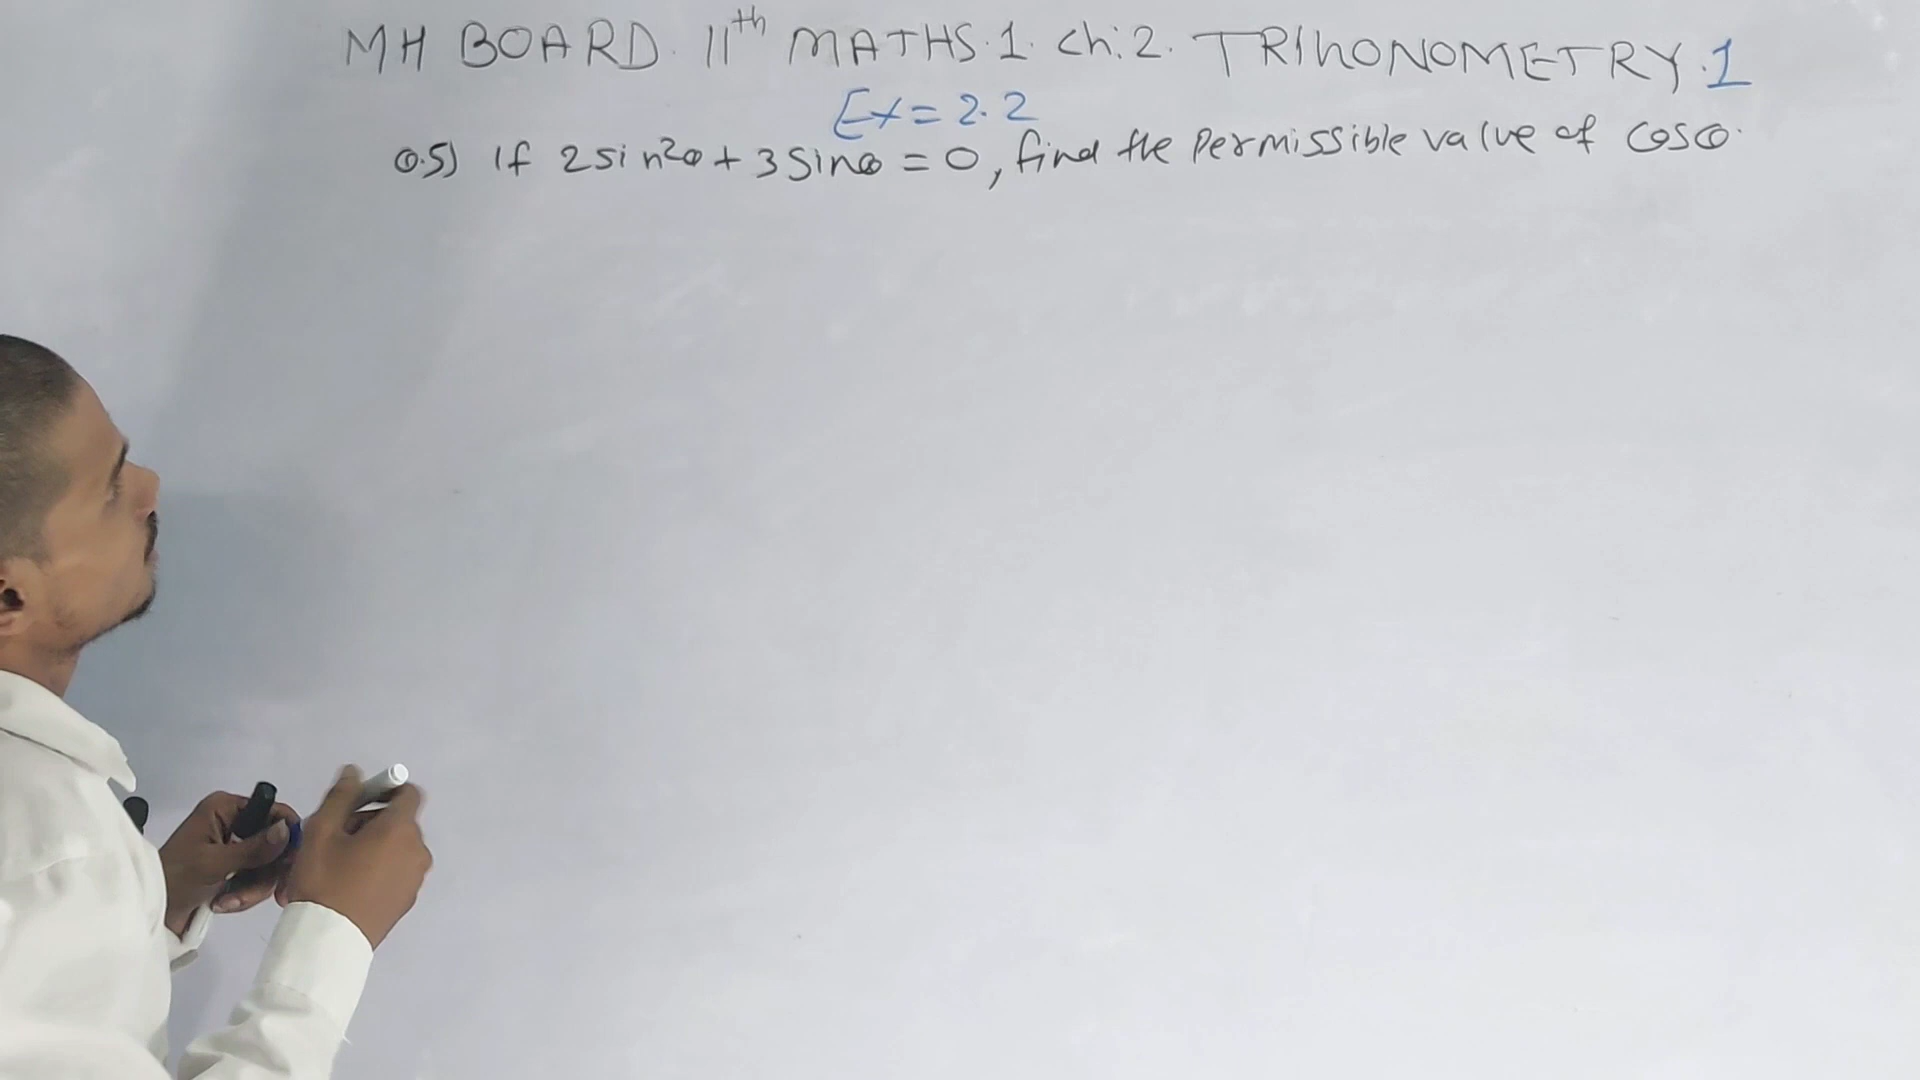 MH BOARD. 11th MATHS.1. Ch:2. TRIGONOMETRY.1
Ex = 2.2
Q.5) If 2sin²θ + 3sinθ = 0, find the permissible value of cosθ.